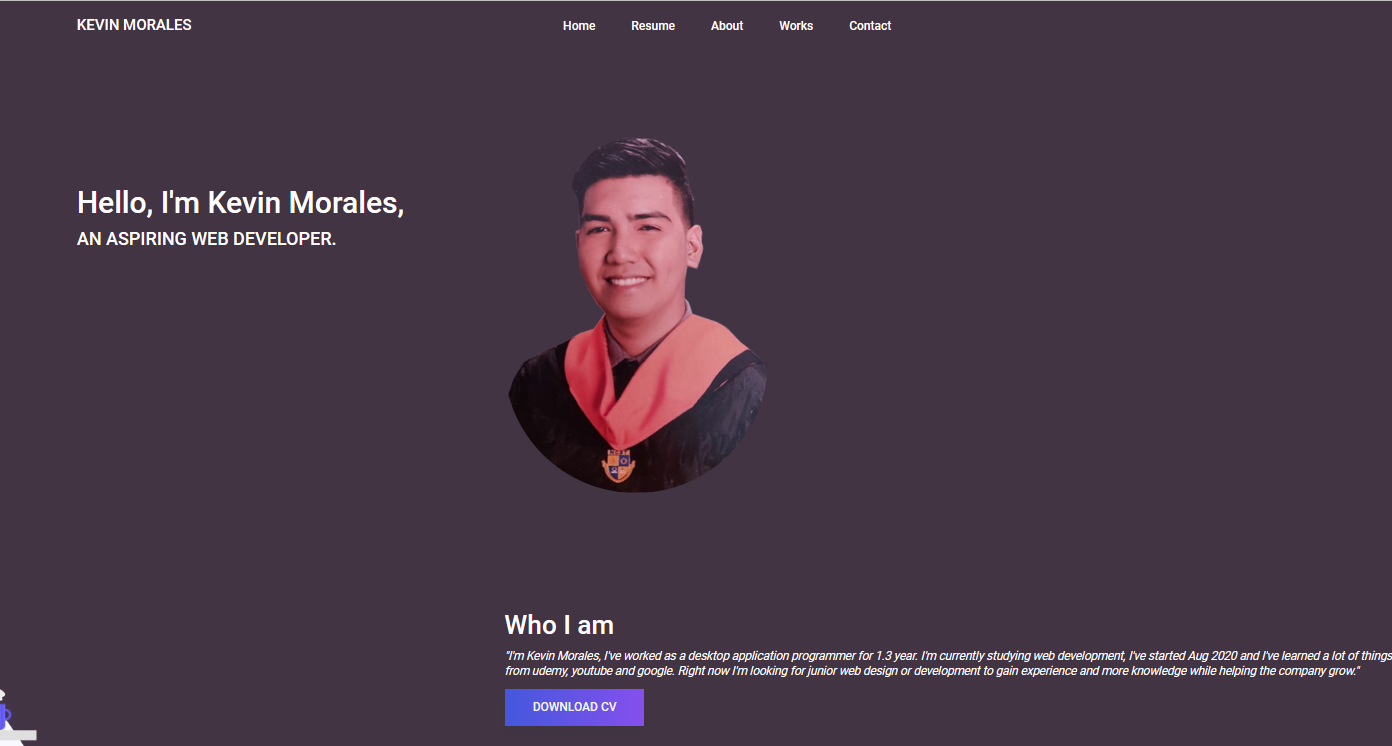 KEVIN MORALES
Home Resume About Works Contact
Hello, I'm Kevin Morales,
AN ASPIRING WEB DEVELOPER.
Who I am
"I'm Kevin Morales, I've worked as a desktop application programmer for 1.3 year. I'm currently studying web development, I've started Aug 2020 and I've learned a lot of things
from udemy, youtube and google. Right now I'm looking for junior web design or development to gain experience and more knowledge while helping the company grow."
DOWNLOAD CV